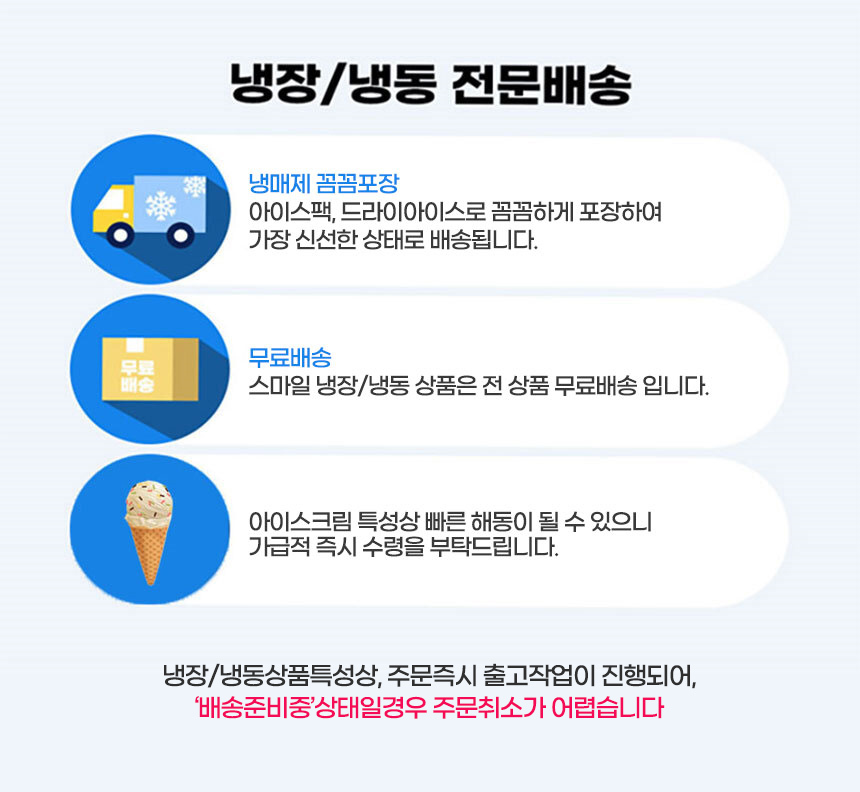 냉장/냉동 전문배송
냉매제 꼼꼼포장
아이스팩, 드라이아이스로 꼼꼼하게 포장하여
가장 신선한 상태로 배송됩니다.
무료
배송
무료배송
스마일 냉장/냉동 상품은 전 상품 무료배송 입니다.
아이스크림 특성상 빠른 해동이 될 수 있으니
가급적 즉시 수령을 부탁드립니다.
냉장/냉동상품특성상, 주문즉시 출고작업이 진행되어,
‘배송준비중’상태일경우 주문취소가 어렵습니다